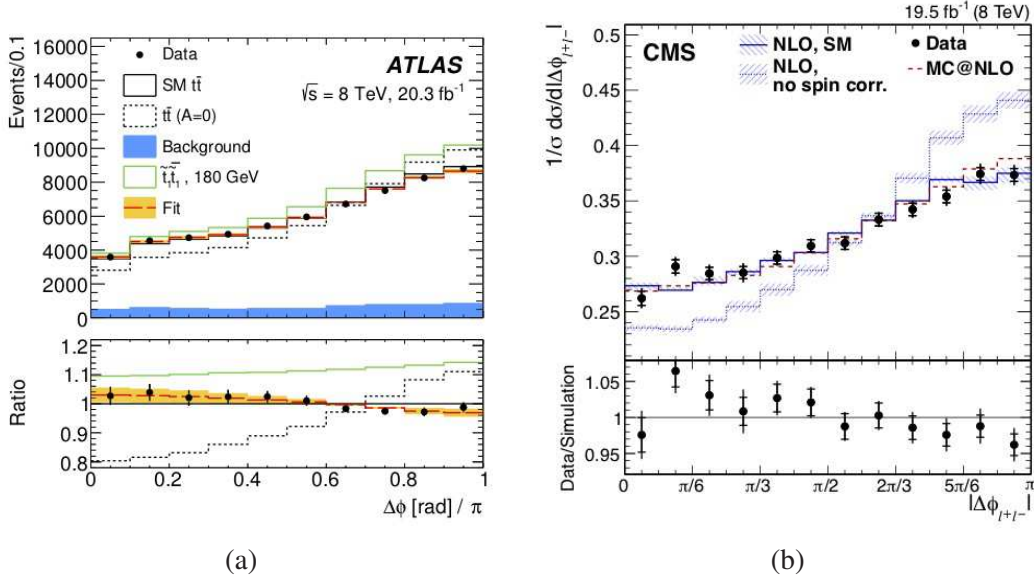 16000
14000
12000
10000
8000
6000
4000
2000
0
Events/0.1
Data
SM tt̄
tt̄ (A=0)
Background
t̃₁t̃̄₁ , 180 GeV
Fit
ATLAS
√s = 8 TeV, 20.3 fb⁻¹
1.2
1.1
1
0.9
0.8
Ratio
0 0.2 0.4 0.6 0.8 1
Δϕ [rad] / π
(a)
19.5 fb⁻¹ (8 TeV)
0.5
0.45
0.4
0.35
0.3
0.25
1/σ dσ/d|Δϕ l+l−|
CMS
NLO, SM
NLO,
no spin corr.
Data
MC@NLO
1.05
1
0.95
Data/Simulation
0 π/6 π/3 π/2 2π/3 5π/6 π
|Δϕ l+l−|
(b)